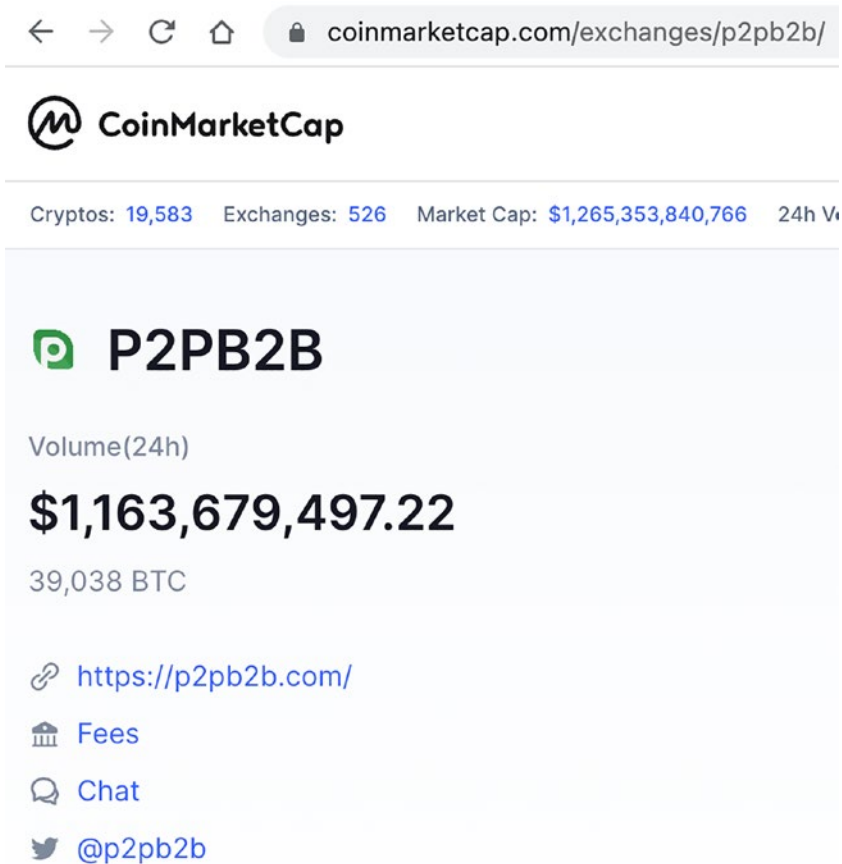 coinmarketcap.com/exchanges/p2pb2b/
CoinMarketCap
Cryptos: 19,583 Exchanges: 526 Market Cap: $1,265,353,840,766 24h
P2PB2B
Volume(24h)
$1,163,679,497.22
39,038 BTC
https://p2pb2b.com/
Fees
Chat
@p2pb2b